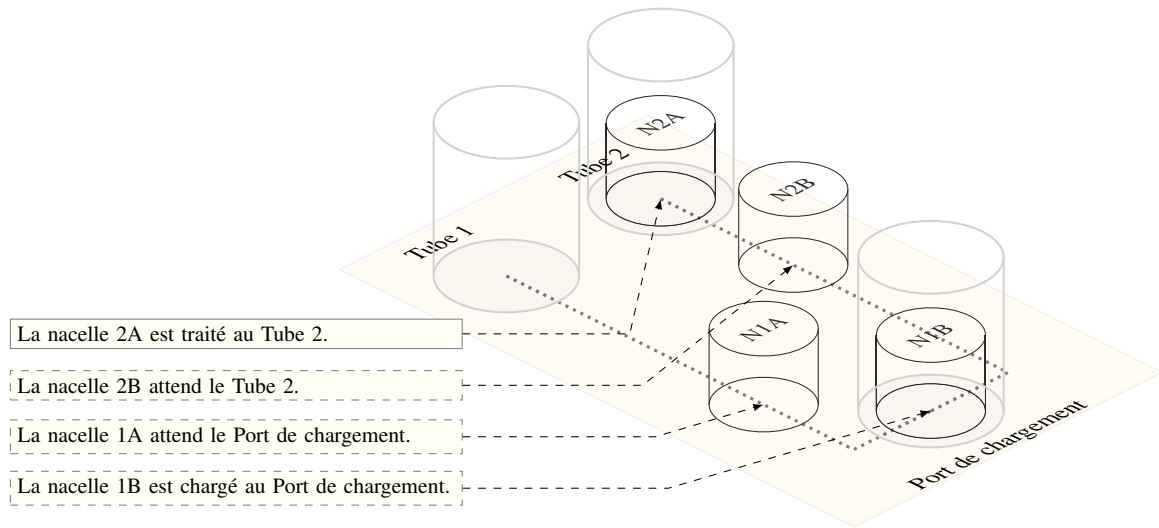 N2A
Tube 2
N2B
Tube 1
N1A
N1B
La nacelle 2A est traité au Tube 2.
La nacelle 2B attend le Tube 2.
La nacelle 1A attend le Port de chargement.
La nacelle 1B est chargé au Port de chargement.
Port de chargement